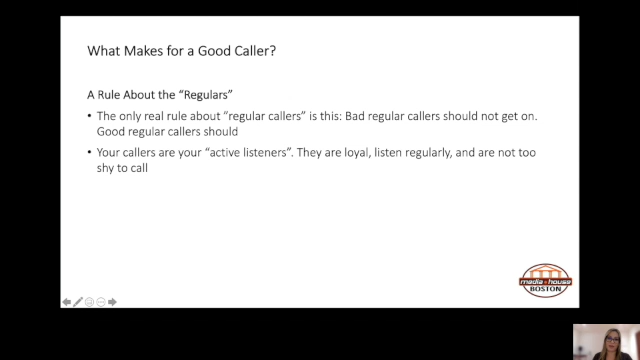 What Makes for a Good Caller?
A Rule About the “Regulars”
• The only real rule about “regular callers” is this: Bad regular callers should not get on.
Good regular callers should
• Your callers are your “active listeners”. They are loyal, listen regularly, and are not too
shy to call
media house
BOSTON